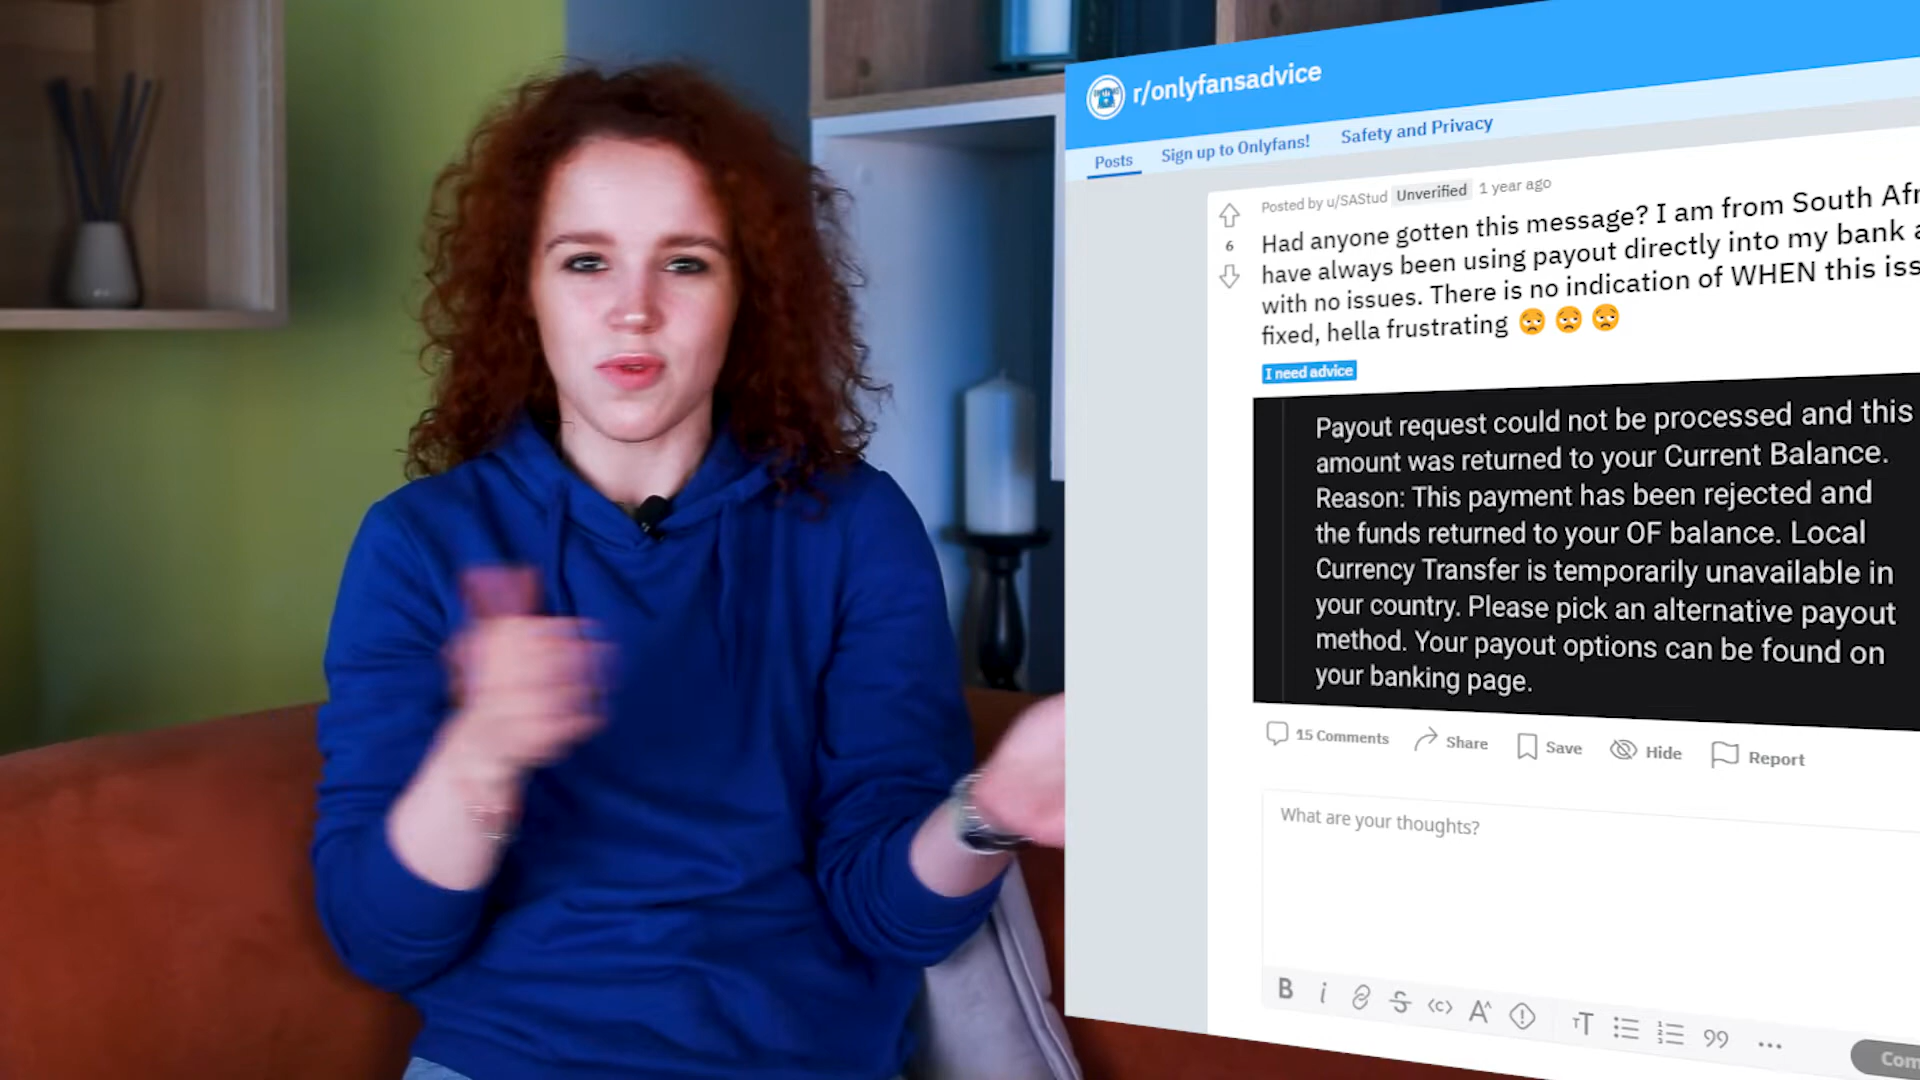 r/onlyfansadvice
Posts Sign up to Onlyfans! Safety and Privacy
Posted by u/SAStud Unverified 1 year ago
6
Had anyone gotten this message? I am from South
have always been using payout directly into my bank
with no issues. There is no indication of WHEN this
fixed, hella frustrating 😟 😟 😟
I need advice
Payout request could not be processed and this
amount was returned to your Current Balance.
Reason: This payment has been rejected and
the funds returned to your OF balance. Local
Currency Transfer is temporarily unavailable in
your country. Please pick an alternative payout
method. Your payout options can be found on
your banking page.
15 Comments Share Save Hide Report
What are your thoughts?